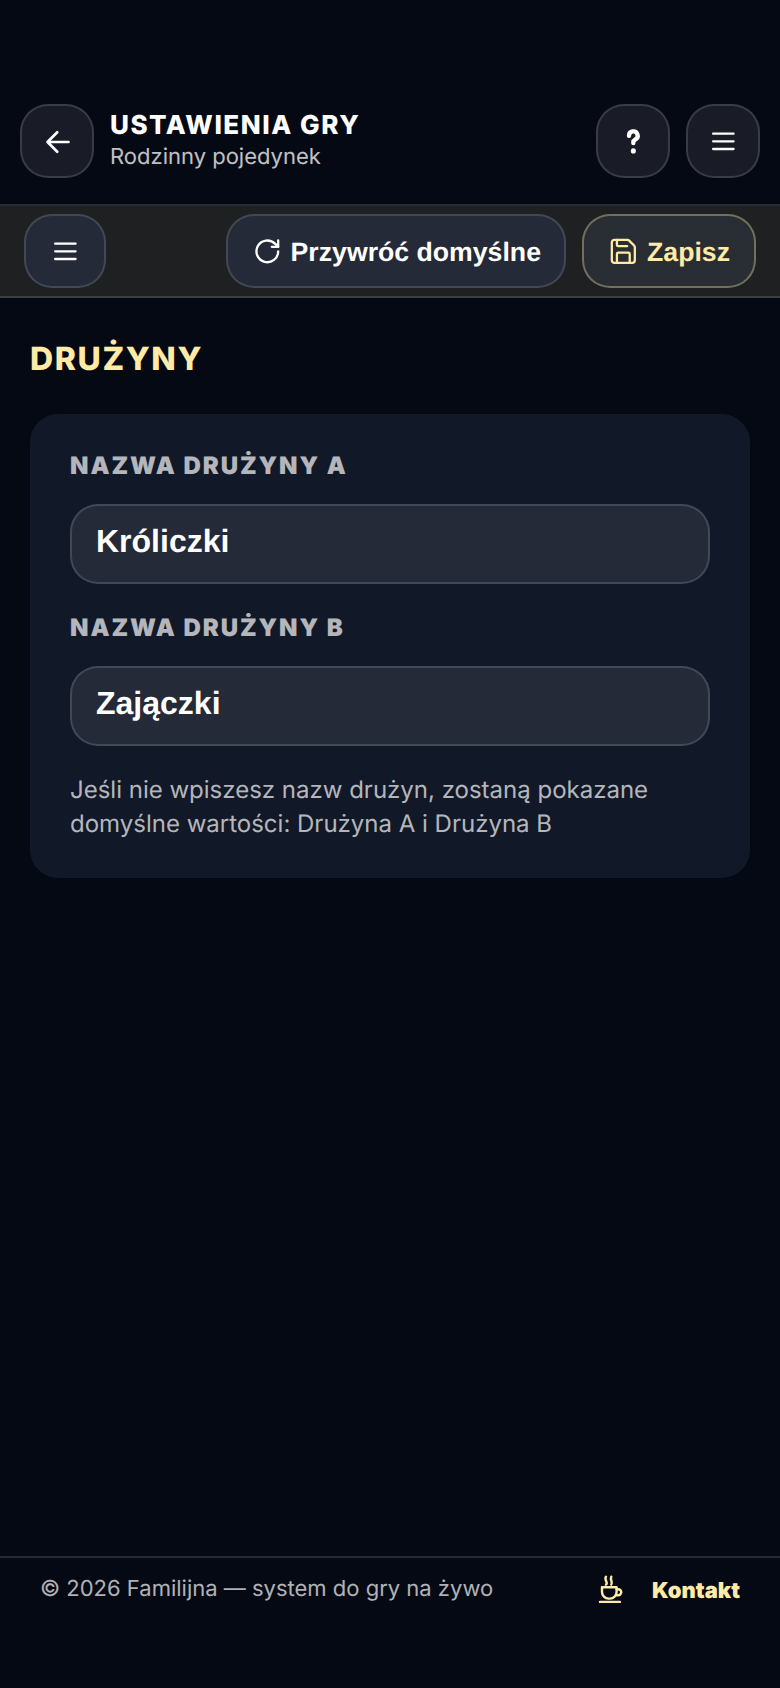 USTAWIENIA GRY
Rodzinny pojedynek
?
Przywróć domyślne
Zapisz
DRUŻYNY
NAZWA DRUŻYNY A
Króliczki
NAZWA DRUŻYNY B
Zajączki
Jeśli nie wpiszesz nazw drużyn, zostaną pokazane
domyślne wartości: Drużyna A i Drużyna B
© 2026 Familijna — system do gry na żywo
Kontakt